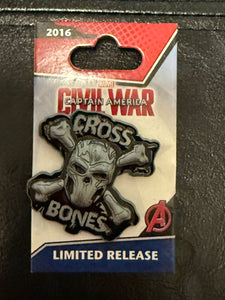 2016
MARVEL
CAPTAIN AMERICA
CIVIL WAR
CROSS
BONES
LIMITED RELEASE